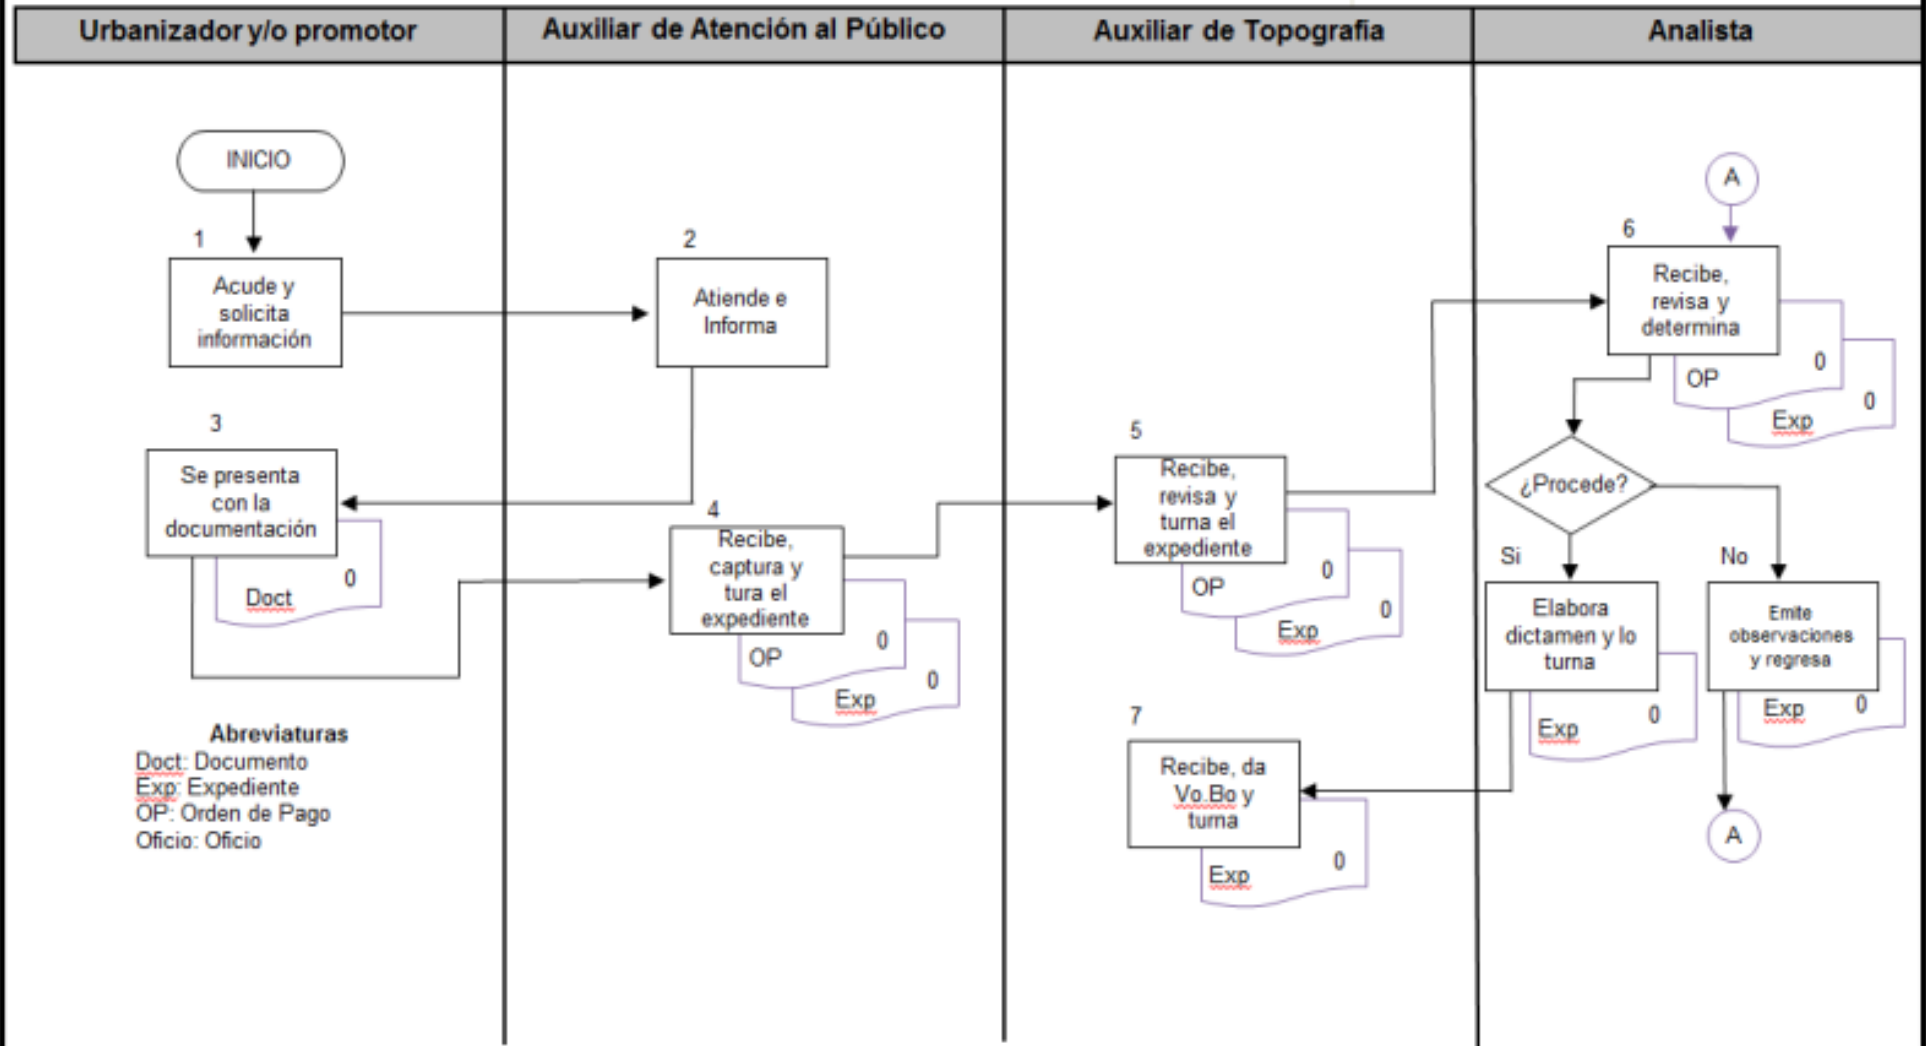 Urbanizador y/o promotor
Auxiliar de Atención al Público
Auxiliar de Topografia
Analista
INICIO
1
Acude y
solicita
información
2
Atiende e
Informa
3
Se presenta
con la
documentación
0
Doct
4
Recibe,
captura y
tura el
expediente
0
OP
0
Exp
5
Recibe,
revisa y
turna el
expediente
0
OP
0
Exp
A
6
Recibe,
revisa y
determina
0
OP
0
Exp
¿Procede?
Si
No
Elabora
dictamen y lo
turna
0
Exp
Emite
observaciones
y regresa
0
Exp
A
7
Recibe, da
Vo.Bo y
turna
0
Exp
Abreviaturas
Doct: Documento
Exp: Expediente
OP: Orden de Pago
Oficio: Oficio